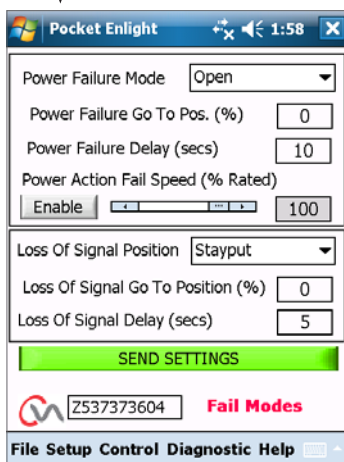 Pocket Enlight 1:58
Power Failure Mode Open
Power Failure Go To Pos. (%) 0
Power Failure Delay (secs) 10
Power Action Fail Speed (% Rated)
Enable 100
Loss Of Signal Position Stayput
Loss Of Signal Go To Position (%) 0
Loss Of Signal Delay (secs) 5
SEND SETTINGS
Z537373604 Fail Modes
File Setup Control Diagnostic Help